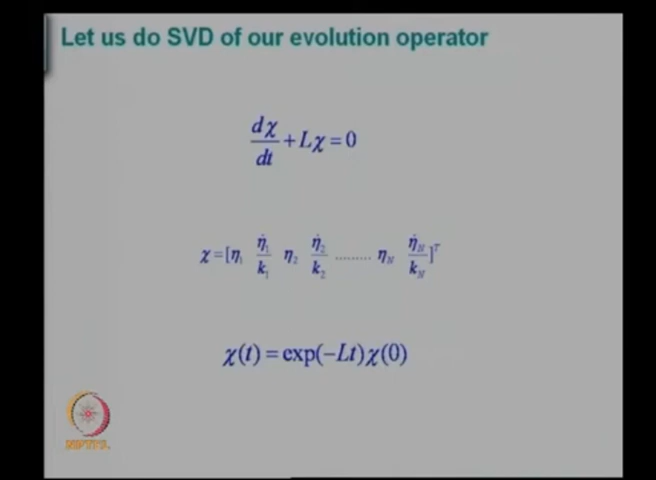 Let us do SVD of our evolution operator
dχ/dt + Lχ = 0
χ = [η₁ η̇₁/k₁ η₂ η̇₂/k₂ ......... η_N η̇_N/k_N]ᵀ
χ(t) = exp(−Lt)χ(0)
NPTEL